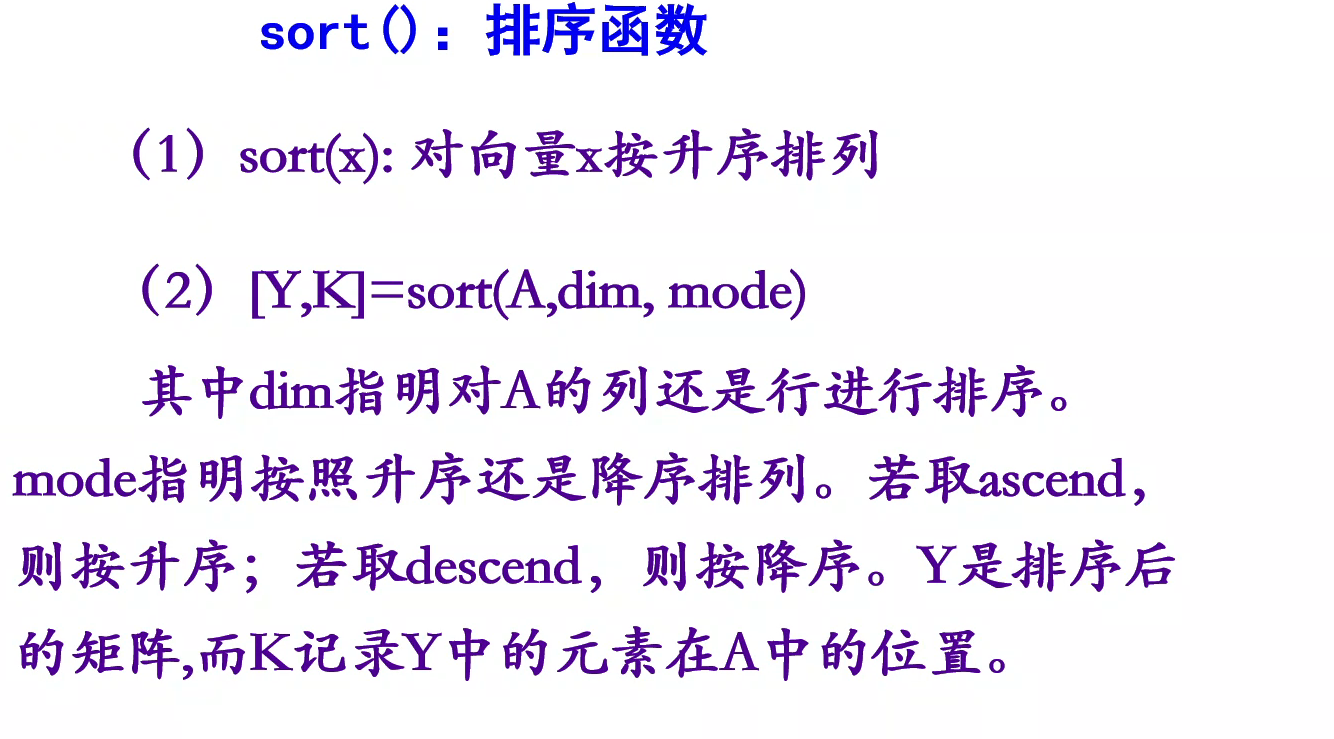 sort()：排序函数
（1）sort(x): 对向量x按升序排列
（2）[Y,K]=sort(A,dim, mode)
其中dim指明对A的列还是行进行排序。
mode指明按照升序还是降序排列。若取ascend，
则按升序；若取descend，则按降序。Y是排序后
的矩阵,而K记录Y中的元素在A中的位置。